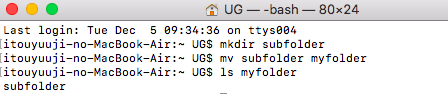 UG — -bash — 80×24
Last login: Tue Dec  5 09:34:36 on ttys004
[itouyuuji-no-MacBook-Air:~ UG$ mkdir subfolder
[itouyuuji-no-MacBook-Air:~ UG$ mv subfolder myfolder
[itouyuuji-no-MacBook-Air:~ UG$ ls myfolder
subfolder